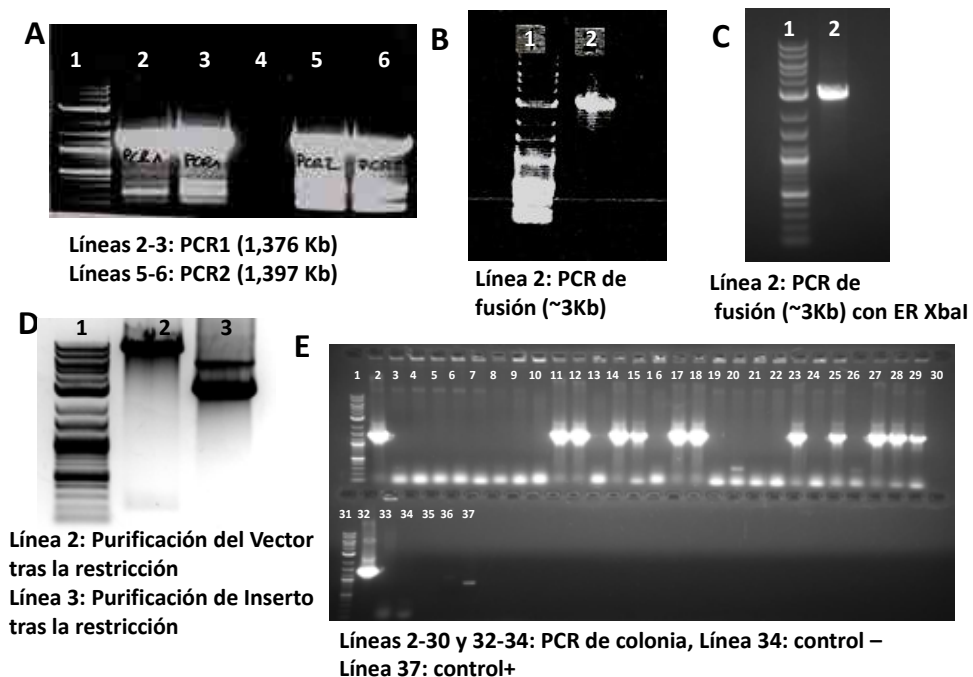 A
1 2 3 4 5 6
PCR1 PCR1 PCR2 PCR2
Líneas 2-3: PCR1 (1,376 Kb)
Líneas 5-6: PCR2 (1,397 Kb)
B
1 2
Línea 2: PCR de
fusión (~3Kb)
C
1 2
Línea 2: PCR de
fusión (~3Kb) con ER XbaI
D
1 2 3
Línea 2: Purificación del Vector
tras la restricción
Línea 3: Purificación de Inserto
tras la restricción
E
1 2 3 4 5 6 7 8 9 10 11 12 13 14 15 1 6 17 18 19 20 21 22 23 24 25 26 27 28 29 30
31 32 33 34 35 36 37
Líneas 2-30 y 32-34: PCR de colonia, Línea 34: control –
Línea 37: control+